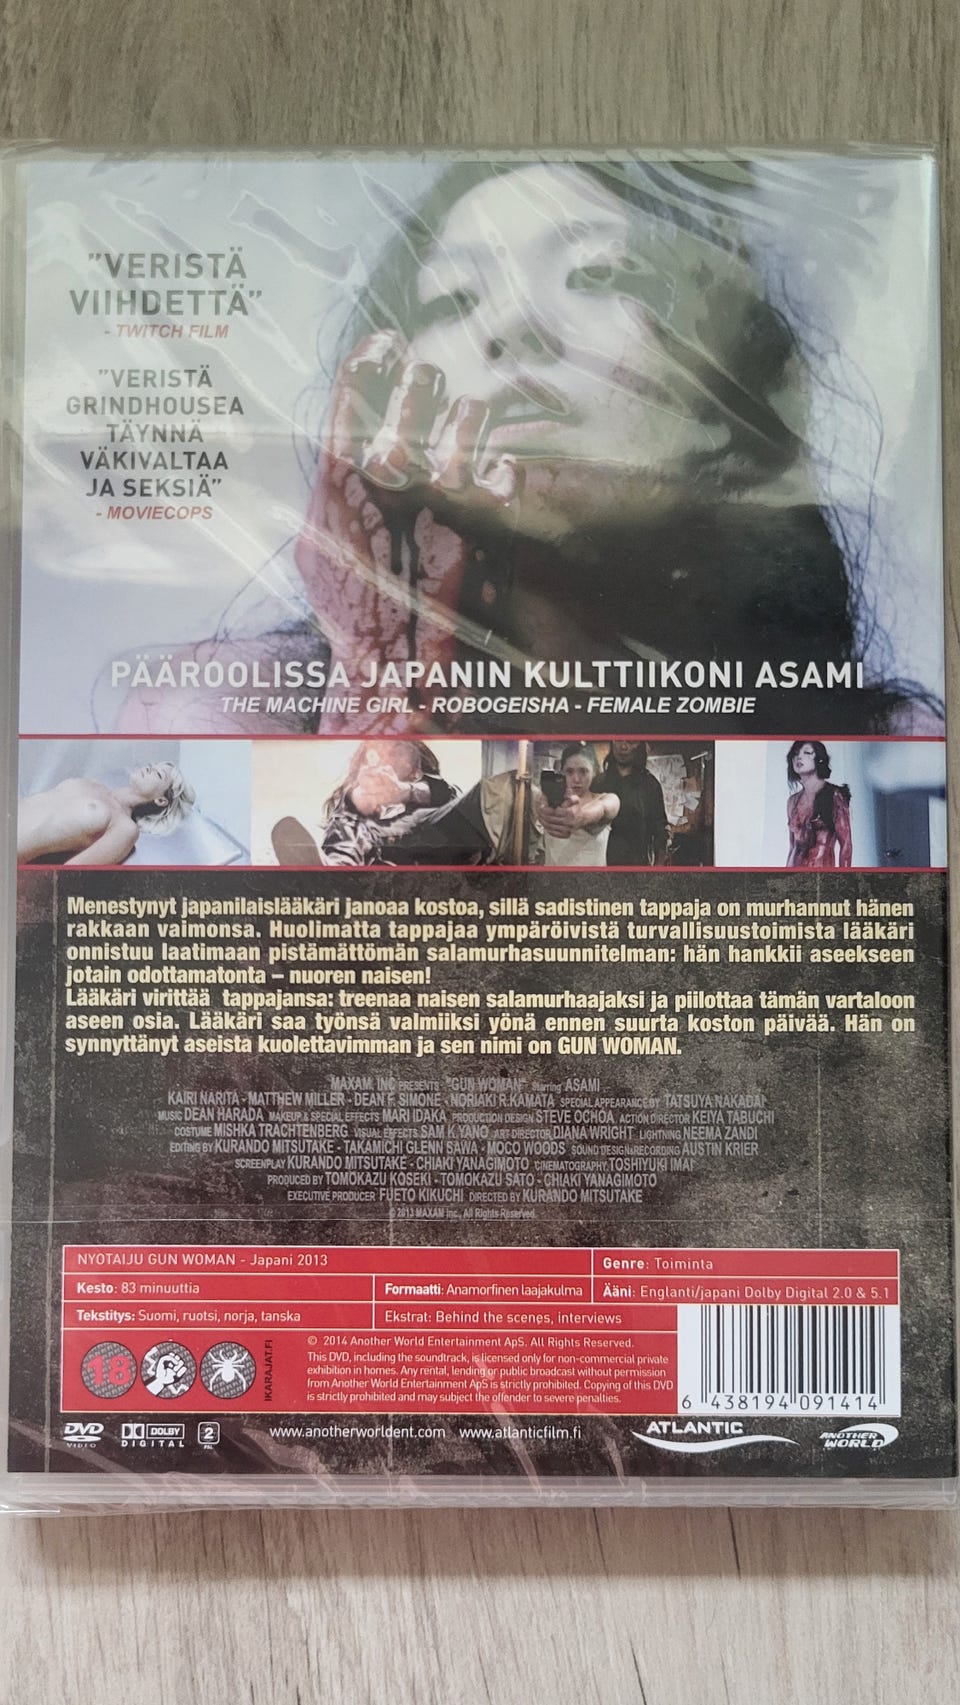 "VERISTÄ
VIIHDETTÄ"
- TWITCH FILM
"VERISTÄ
GRINDHOUSEA
TÄYNNÄ
VÄKIVALTAA
JA SEKSIÄ"
- MOVIECOPS
PÄÄROOLISSA JAPANIN KULTTIIKONI ASAMI
THE MACHINE GIRL - ROBOGEISHA - FEMALE ZOMBIE
Menestynyt japanilaislääkäri janoaa kostoa, sillä sadistinen tappaja on murhannut hänen
rakkaan vaimonsa. Huolimatta tappajaa ympäröivistä turvallisuustoimista lääkäri
onnistuu laatimaan pistämättömän salamurhasuunnitelman: hän hankkii aseekseen
jotain odottamatonta – nuoren naisen!
Lääkäri virittää tappajansa: treenaa naisen salamurhaajaksi ja piilottaa tämän vartaloon
aseen osia. Lääkäri saa työnsä valmiiksi yönä ennen suurta koston päivää. Hän on
synnyttänyt aseista kuolettavimman ja sen nimi on GUN WOMAN.
MAXAM, INC PRESENTS "GUN WOMAN" Starring ASAMI
KAIRI NARITA - MATTHEW MILLER - DEAN F. SIMONE - NORIAKI R.KAMATA SPECIAL APPEARANCE BY TATSUYA NAKADAI
MUSIC DEAN HARADA MAKEUP & SPECIAL EFFECTS MARI IDAKA PRODUCTION DESIGN STEVE OCHOA ACTION DIRECTOR KEIYA TABUCHI
COSTUME MISHKA TRACHTENBERG VISUAL EFFECTS SAM K.YANO ART DIRECTOR DIANA WRIGHT LIGHTNING NEEMA ZANDI
EDITING BY KURANDO MITSUTAKE - TAKAMICHI GLENN SAWA - MOCO WOODS SOUND DESIGN&RECORDING AUSTIN KRIER
SCREENPLAY KURANDO MITSUTAKE - CHIAKI YANAGIMOTO CINEMATOGRAPHY TOSHIYUKI IMAI
PRODUCED BY TOMOKAZU KOSEKI - TOMOKAZU SATO - CHIAKI YANAGIMOTO
EXECUTIVE PRODUCER FUETO KIKUCHI DIRECTED BY KURANDO MITSUTAKE
© 2013 MAXAM Inc., All Rights Reserved.
NYOTAIJU GUN WOMAN - Japani 2013
Genre: Toiminta
Kesto: 83 minuuttia
Formaatti: Anamorfinen laajakulma
Ääni: Englanti/japani Dolby Digital 2.0 & 5.1
Tekstitys: Suomi, ruotsi, norja, tanska
Ekstrat: Behind the scenes, interviews
18
IKARAJAT.FI
© 2014 Another World Entertainment ApS. All Rights Reserved.
This DVD, including the soundtrack, is licensed only for non-commercial private
exhibition in homes. Any rental, lending or public broadcast without permission
from Another World Entertainment ApS is strictly prohibited. Copying of this DVD
is strictly prohibited and may subject the offender to severe penalties.
6 438194 091414
DVD
VIDEO
DOLBY
DIGITAL
2
PAL
www.anotherworldent.com www.atlanticfilm.fi
ATLANTIC
ANOTHER
WORLD